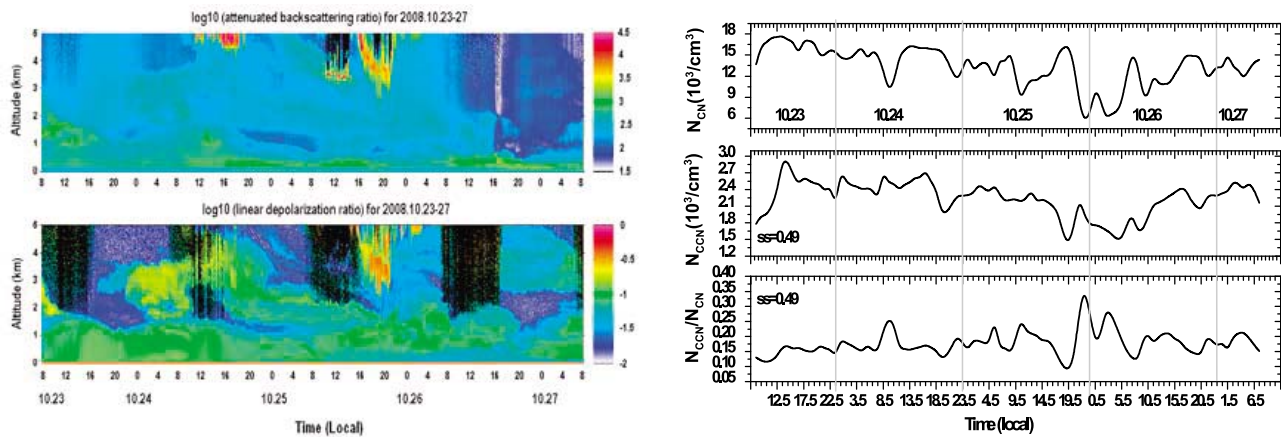 log10 (attenuated backscattering ratio) for 2008.10.23-27
Altitude (km)
5
4
3
2
1
0
8 12 16 20 0 4 8 12 16 20 0 4 8 12 16 20 0 4 8 12 16 20 0 4 8
4.5
4
3.5
3
2.5
2
1.5
log10 (linear depolarization ratio) for 2008.10.23-27
Altitude (km)
4
3
2
1
0
8 12 16 20 0 4 8 12 16 20 0 4 8 12 16 20 0 4 8 12 16 20 0 4 8
0
-0.5
-1
-1.5
-2
10.23 10.24 10.25 10.26 10.27
Time (Local)
N_CN (10³/cm³)
18
15
12
9
6
10.23 10.24 10.25 10.26 10.27
N_CCN (10³/cm³)
3.0
2.7
2.4
2.1
1.8
1.5
1.2
ss=0.49
N_CCN/N_CN
0.40
0.35
0.30
0.25
0.20
0.15
0.10
0.05
ss=0.49
12.5 17.5 22.5 3.5 8.5 13.5 18.5 23.5 4.5 9.5 14.5 19.5 0.5 5.5 10.5 15.5 20.5 1.5 6.5
Time (local)